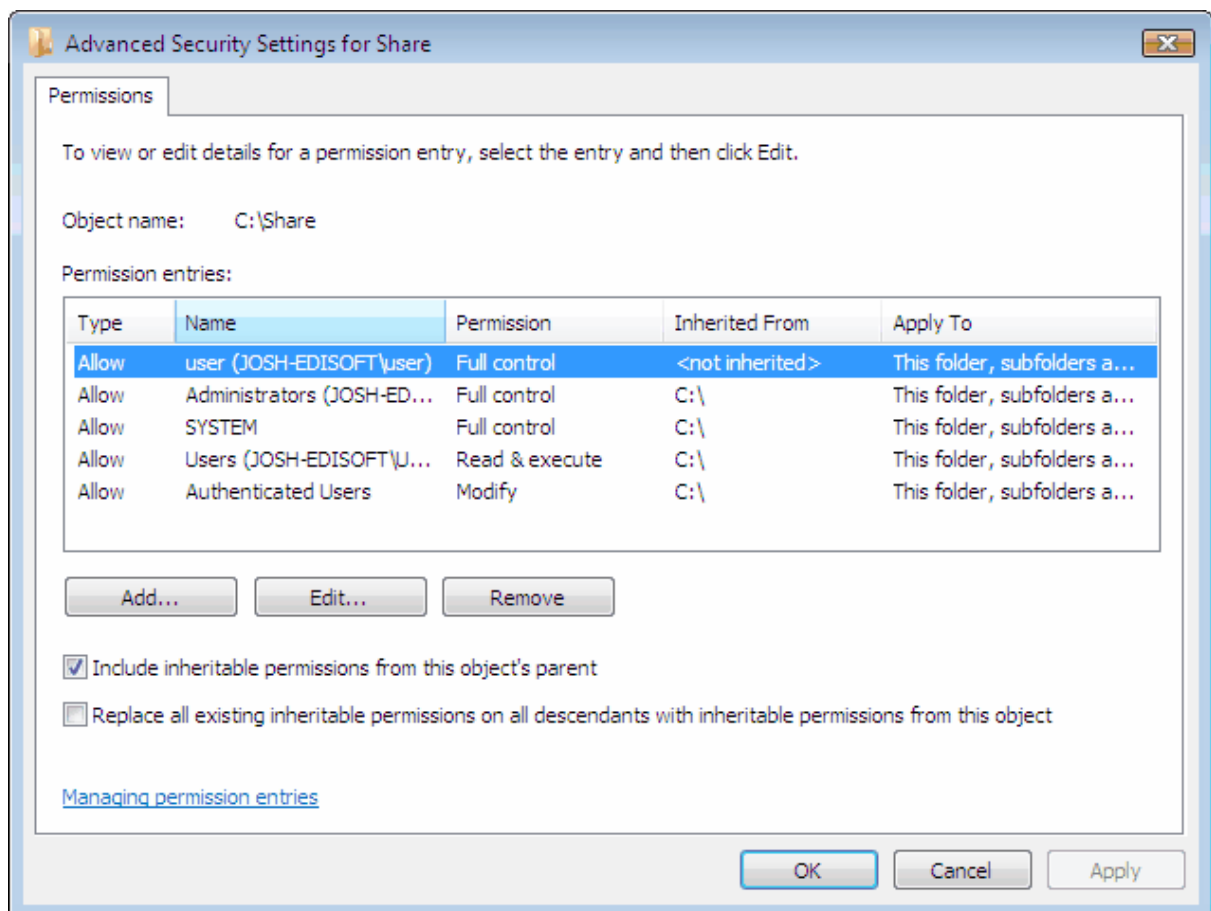 Advanced Security Settings for Share
Permissions
To view or edit details for a permission entry, select the entry and then click Edit.
Object name: C:\Share
Permission entries:
Type Name Permission Inherited From Apply To
Allow user (JOSH-EDISOFT\user) Full control <not inherited> This folder, subfolders a...
Allow Administrators (JOSH-ED... Full control C:\ This folder, subfolders a...
Allow SYSTEM Full control C:\ This folder, subfolders a...
Allow Users (JOSH-EDISOFT\U... Read & execute C:\ This folder, subfolders a...
Allow Authenticated Users Modify C:\ This folder, subfolders a...
Add... Edit... Remove
Include inheritable permissions from this object's parent
Replace all existing inheritable permissions on all descendants with inheritable permissions from this object
Managing permission entries
OK Cancel Apply